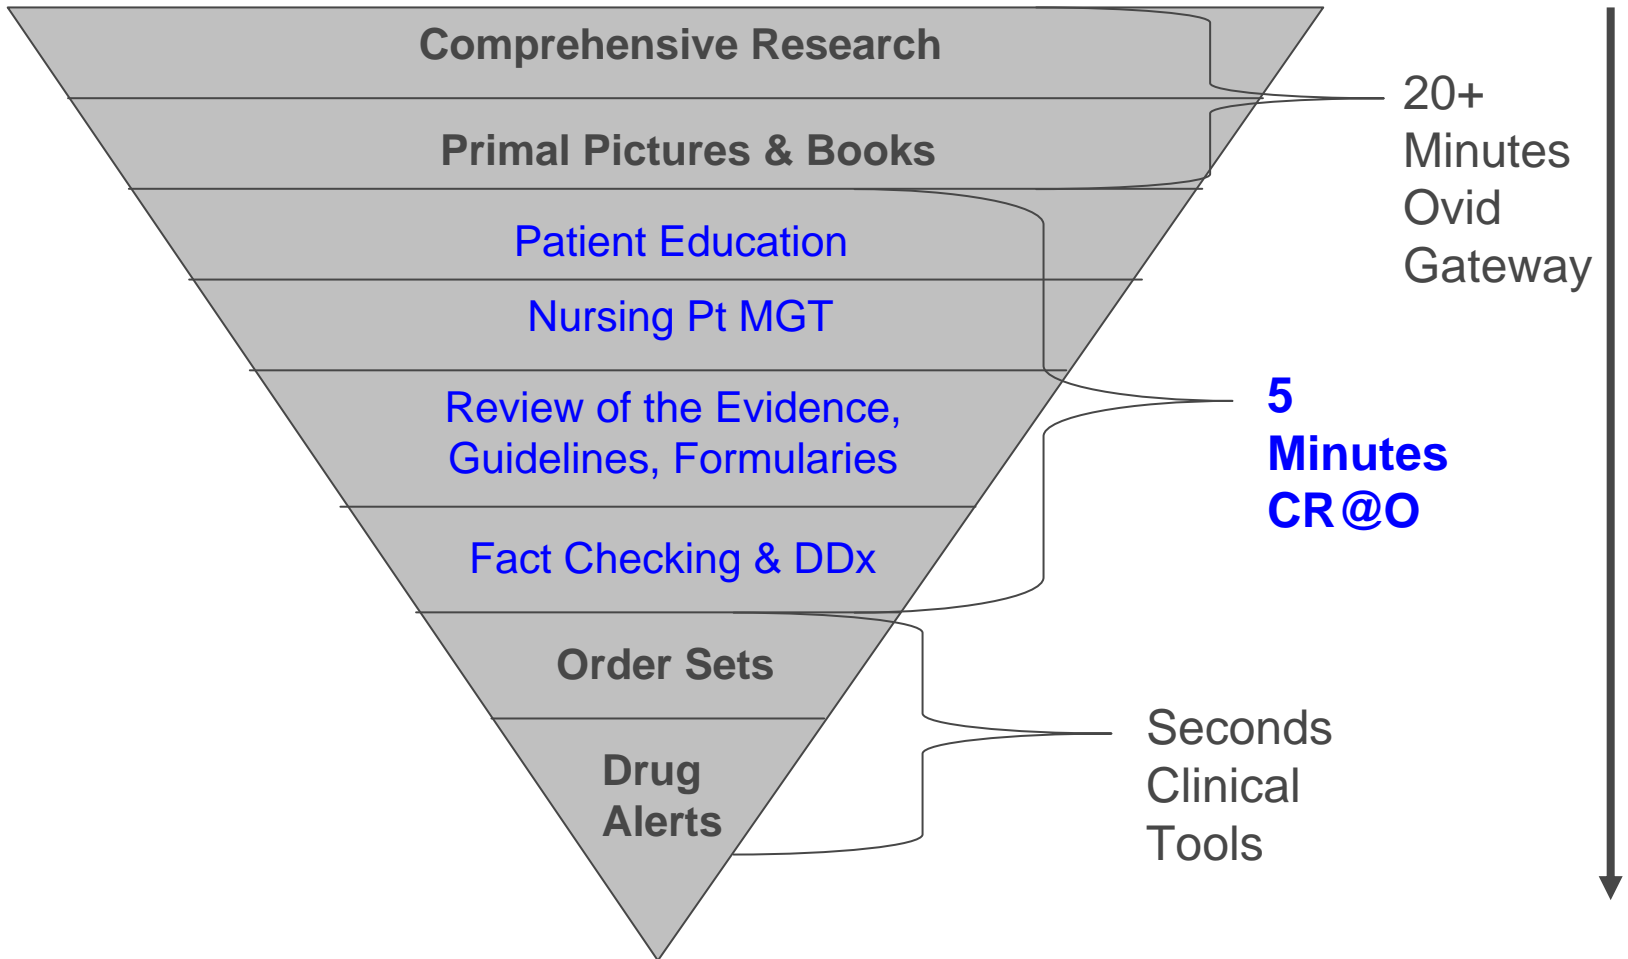 Comprehensive Research
Primal Pictures & Books
Patient Education
Nursing Pt MGT
Review of the Evidence,
Guidelines, Formularies
Fact Checking & DDx
Order Sets
Drug
Alerts
20+
Minutes
Ovid
Gateway
5
Minutes
CR@O
Seconds
Clinical
Tools